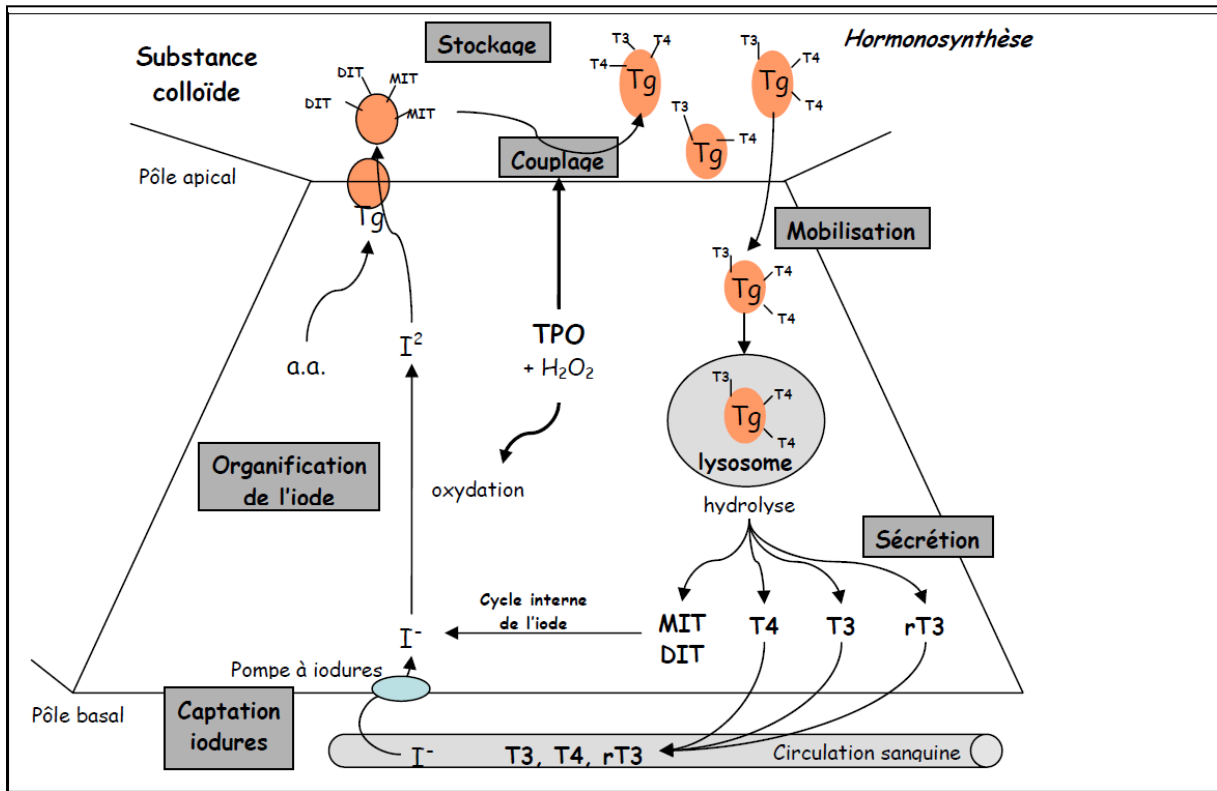 Hormonosynthèse
Stockage
Substance
colloïde
T3
T4
T4
Tg
T3
T4
Tg
T4
DIT
MIT
DIT
MIT
T3
T4
Tg
Couplage
Pôle apical
Tg
Mobilisation
T3
T4
Tg
T4
a.a.
I²
TPO
+ H₂O₂
T3
T4
Tg
T4
lysosome
Organification
de l'iode
oxydation
hydrolyse
Sécrétion
Cycle interne
de l'iode
I⁻
MIT
DIT
T4
T3
rT3
Pompe à iodures
Pôle basal
Captation
iodures
I⁻
T3, T4, rT3
Circulation sanguine